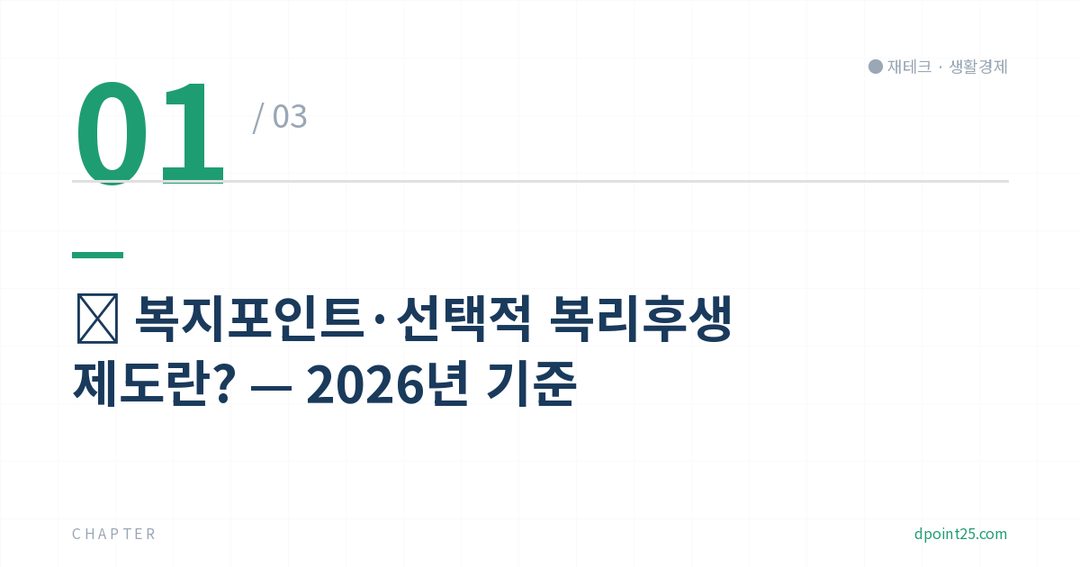 01 / 03
● 재테크 · 생활경제
복지포인트·선택적 복리후생
제도란? — 2026년 기준
CHAPTER
dpoint25.com